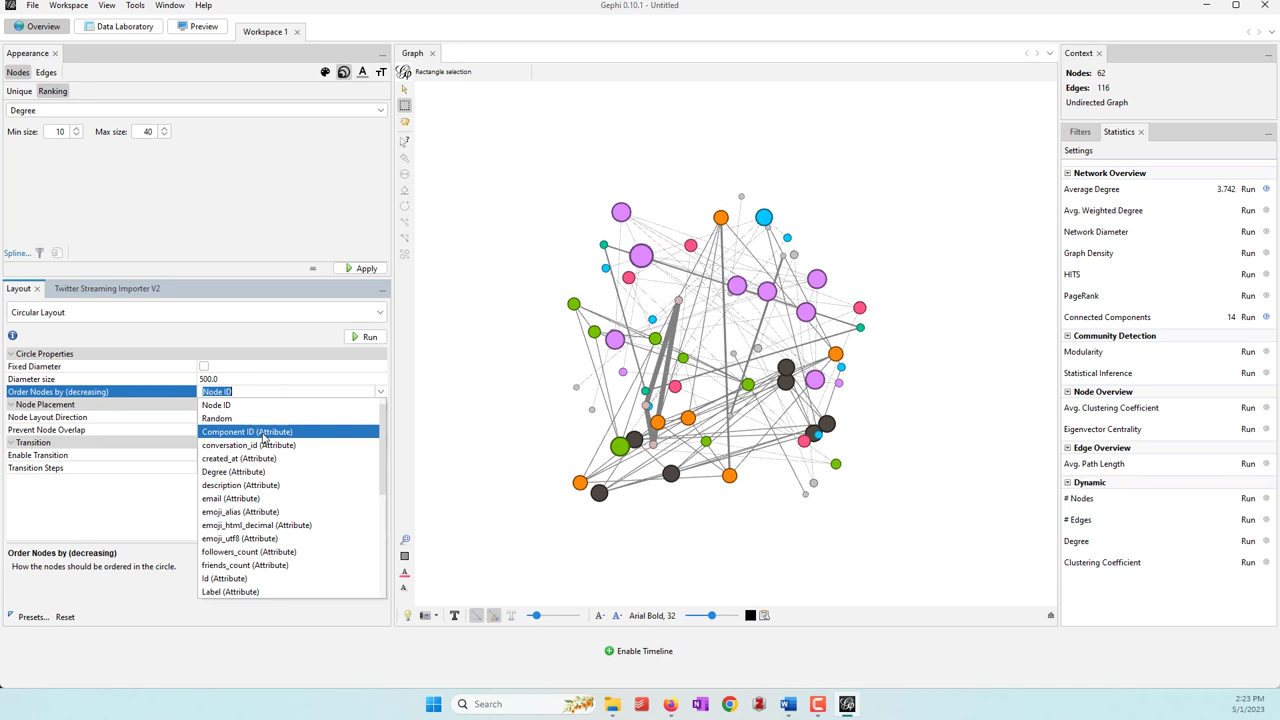 File Workspace View Tools Window Help
Gephi 0.10.1 - Untitled
Overview Data Laboratory Preview Workspace 1
Appearance
Nodes Edges
Unique Ranking
Degree
Min size: 10 Max size: 40
Spline... Apply
Layout Twitter Streaming Importer V2
Circular Layout
Run
Circle Properties
Fixed Diameter
Diameter size 500.0
Order Nodes by (decreasing) Node ID
Node Placement
Node Layout Direction
Prevent Node Overlap
Transition
Enable Transition
Transition Steps
Node ID
Random
Component ID (Attribute)
conversation_id (Attribute)
created_at (Attribute)
Degree (Attribute)
description (Attribute)
email (Attribute)
emoji_alias (Attribute)
emoji_html_decimal (Attribute)
emoji_utf8 (Attribute)
followers_count (Attribute)
friends_count (Attribute)
Id (Attribute)
Label (Attribute)
Order Nodes by (decreasing)
How the nodes should be ordered in the circle.
Presets... Reset
Graph
Rectangle selection
Arial Bold, 32
Enable Timeline
Context
Nodes: 62
Edges: 116
Undirected Graph
Filters Statistics
Settings
Network Overview
Average Degree 3.742 Run
Avg. Weighted Degree Run
Network Diameter Run
Graph Density Run
HITS Run
PageRank Run
Connected Components 14 Run
Community Detection
Modularity Run
Statistical Inference Run
Node Overview
Avg. Clustering Coefficient Run
Eigenvector Centrality Run
Edge Overview
Avg. Path Length Run
Dynamic
# Nodes Run
# Edges Run
Degree Run
Clustering Coefficient Run
Search
2:23 PM
5/1/2023